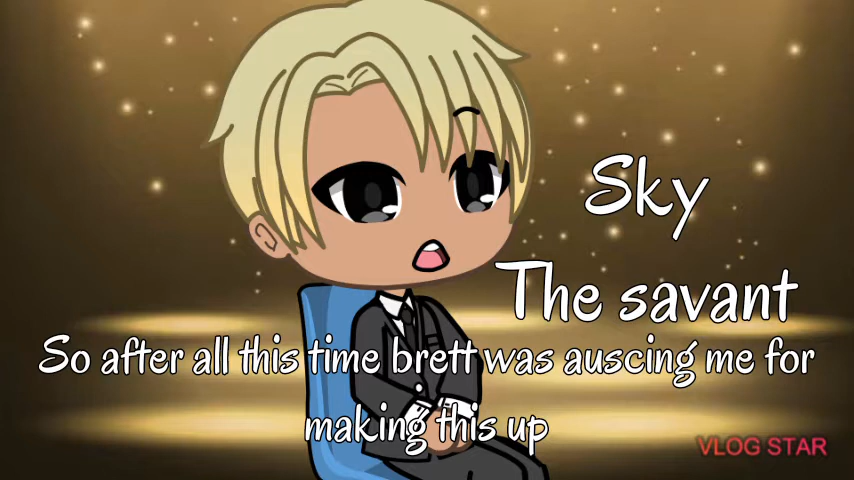 Sky
The savant
So after all this time brett was auscing me for
making this up
VLOG STAR